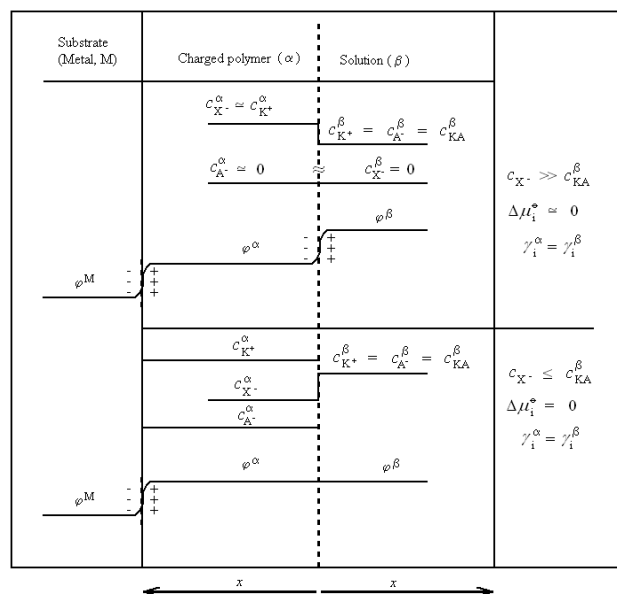 Substrate
(Metal, M)
Charged polymer (α)
Solution (β)
c^α_X- ≃ c^α_K+
c^β_K+ = c^β_A- = c^β_KA
c^α_A- ≃ 0 ≈ c^β_X- = 0
c_X- >> c^β_KA
Δμ^⊖_i ≃ 0
γ^α_i = γ^β_i
φ^β
- +
- +
- +
φ^α
- +
- +
- +
φ^M
c^α_K+
c^β_K+ = c^β_A- = c^β_KA
c_X- ≤ c^β_KA
c^α_X-
Δμ^⊖_i = 0
c^α_A-
γ^α_i = γ^β_i
φ^α
φ^β
φ^M
- +
- +
- +
x
x